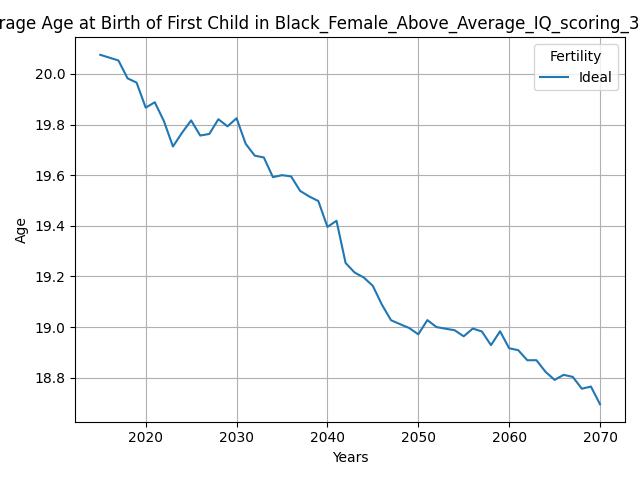 rage Age at Birth of First Child in Black_Female_Above_Average_IQ_scoring_3
Fertility
Ideal
Age
20.0
19.8
19.6
19.4
19.2
19.0
18.8
2020 2030 2040 2050 2060 2070
Years